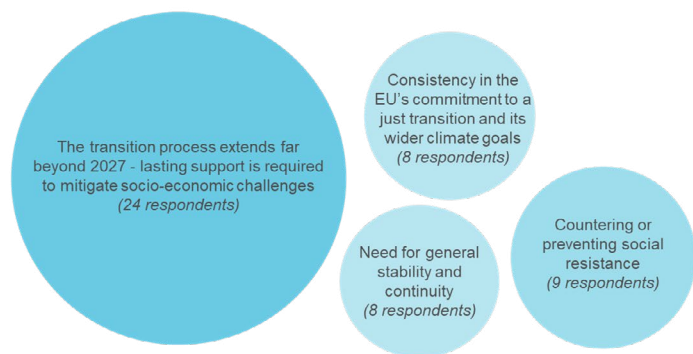 The transition process extends far
beyond 2027 - lasting support is required
to mitigate socio-economic challenges
(24 respondents)
Consistency in the
EU's commitment to a
just transition and its
wider climate goals
(8 respondents)
Need for general
stability and
continuity
(8 respondents)
Countering or
preventing social
resistance
(9 respondents)